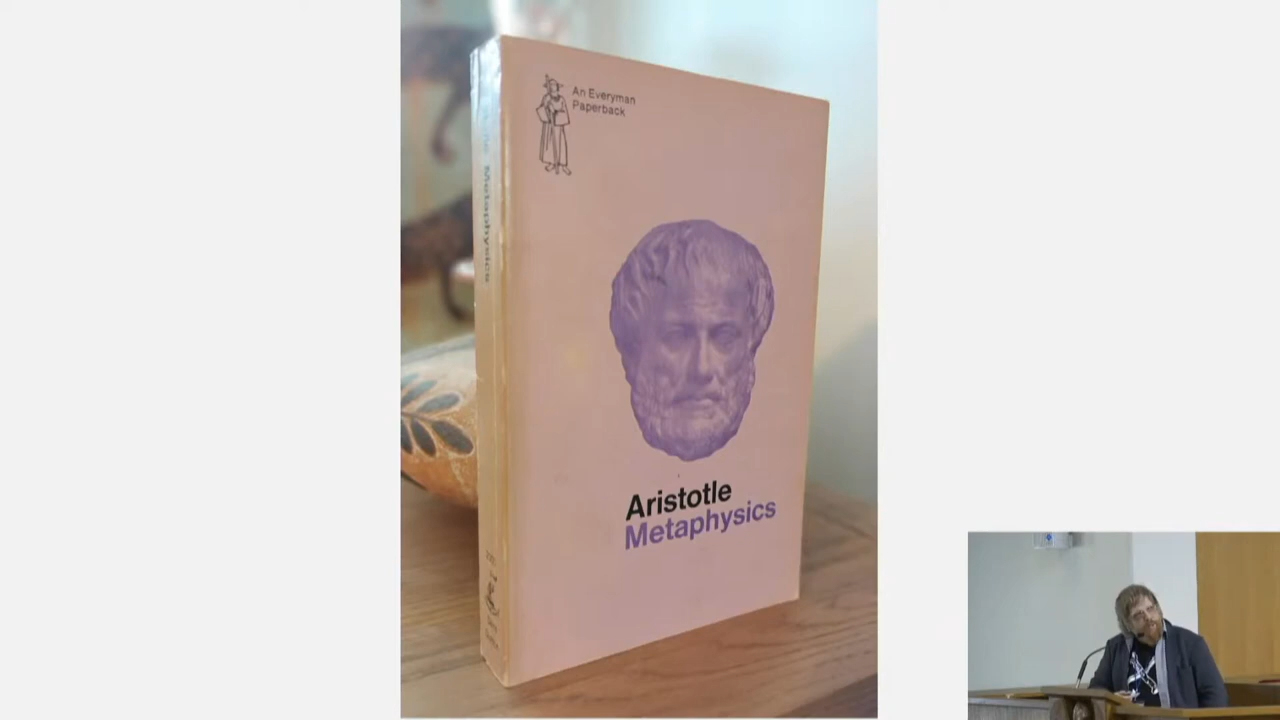 An Everyman
Paperback
Aristotle
Metaphysics
Metaphysics